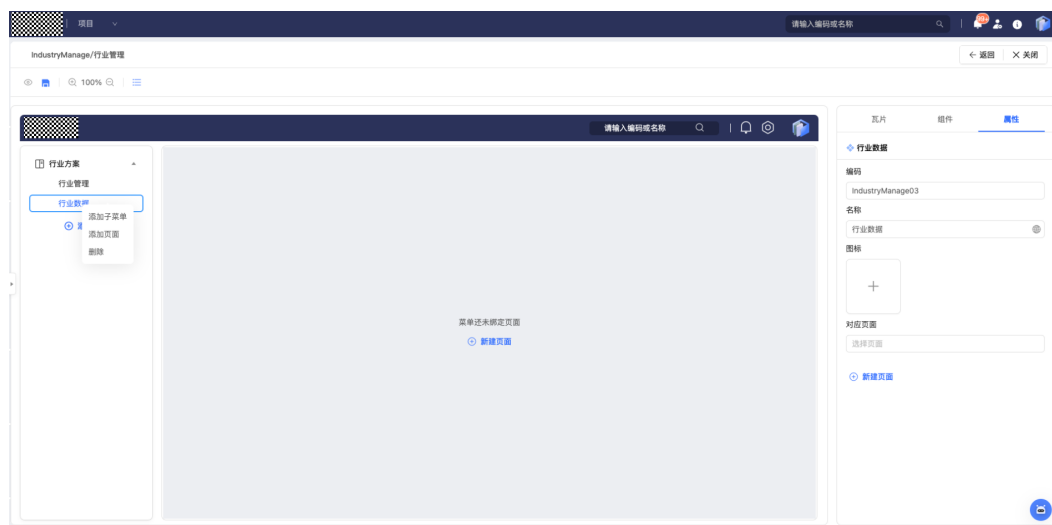 项目
请输入编码或名称
99+
IndustryManage/行业管理
返回
关闭
100%
请输入编码或名称
瓦片
组件
属性
行业方案
行业管理
行业数据
添加子菜单
添加页面
删除
菜单还未绑定页面
新建页面
行业数据
编码
IndustryManage03
名称
行业数据
图标
对应页面
选择页面
新建页面